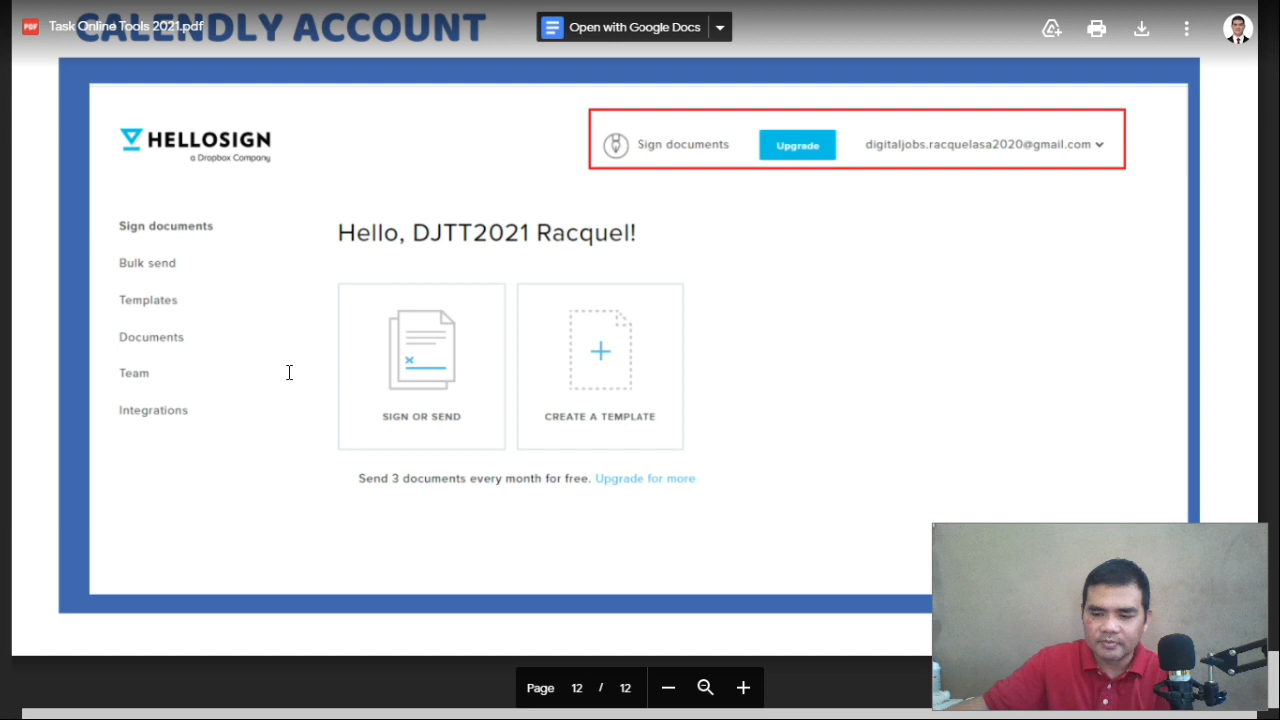 Task Online Tools 2021.pdf
CALENDLY ACCOUNT
PDF
Open with Google Docs
HELLOSIGN
a Dropbox Company
Sign documents
Upgrade
digitaljobs.racquelasa2020@gmail.com
Sign documents
Bulk send
Templates
Documents
Team
Integrations
Hello, DJTT2021 Racquel!
SIGN OR SEND
CREATE A TEMPLATE
Send 3 documents every month for free. Upgrade for more
Page 12 / 12